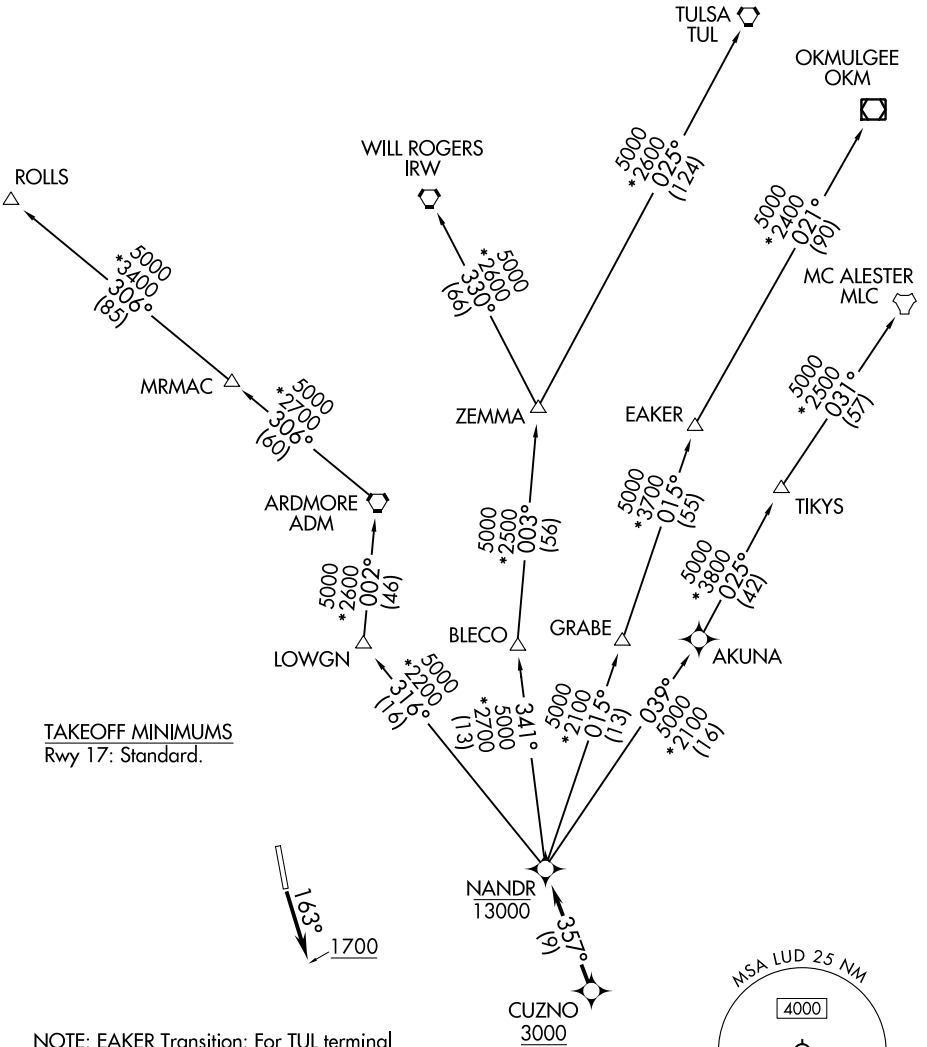 TULSA
TUL
OKMULGEE
OKM
WILL ROGERS
IRW
5000
*2600
025°
(124)
ROLLS
5000
*2400
021°
(90)
5000
*3400
306°
(85)
5000
*2600
330°
(66)
MC ALESTER
MLC
MRMAC
5000
*2700
306°
(60)
ZEMMA
EAKER
5000
*2500
031°
(57)
ARDMORE
ADM
5000
*2500
003°
(56)
5000
*3700
015°
(55)
TIKYS
5000
*2600
002°
(46)
5000
*3800
025°
(42)
LOWGN
BLECO
GRABE
AKUNA
5000
*2200
316°
(16)
341°
5000
*2700
(13)
5000
*2100
015°
(13)
039°
5000
*2100
(16)
TAKEOFF MINIMUMS
Rwy 17: Standard.
NANDR
13000
163°
1700
357°
(9)
CUZNO
3000
MSA LUD 25 NM
4000
NOTE: EAKER Transition: For TUL terminal